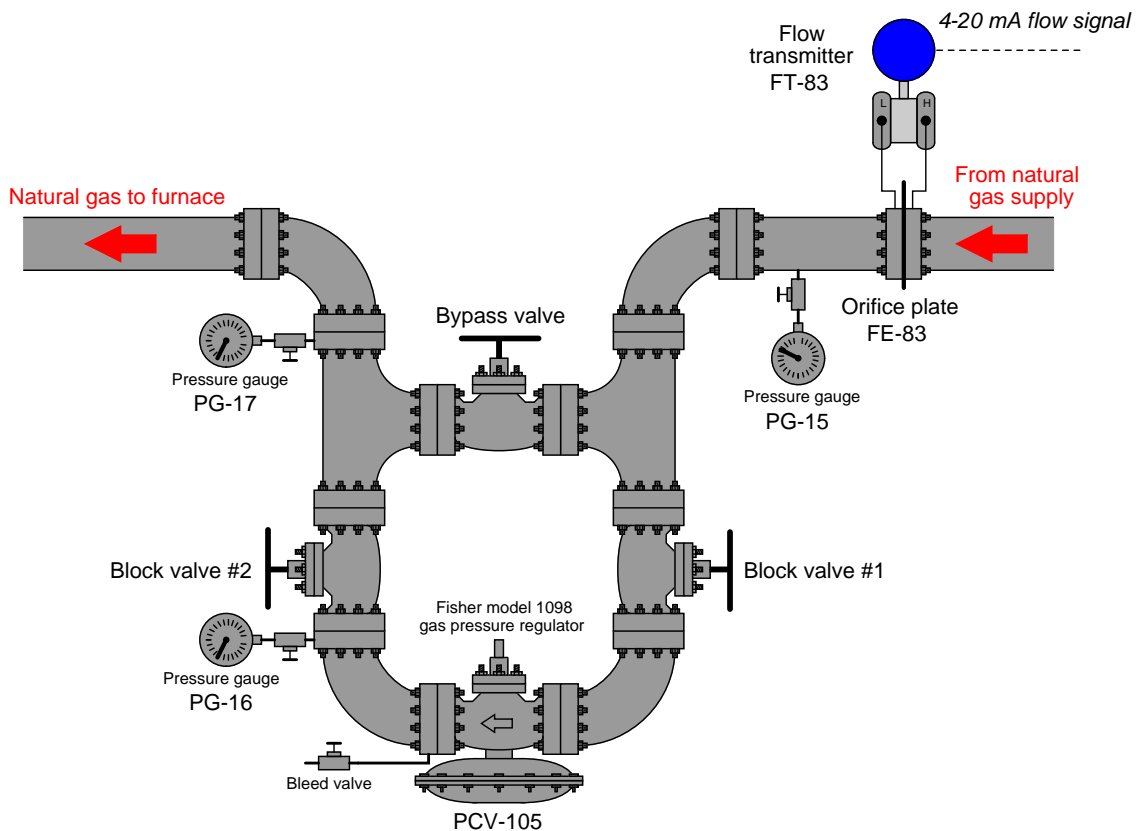 4-20 mA flow signal
Flow
transmitter
FT-83
L
H
Natural gas to furnace
From natural
gas supply
Bypass valve
Orifice plate
FE-83
Pressure gauge
PG-17
Pressure gauge
PG-15
Block valve #2
Block valve #1
Fisher model 1098
gas pressure regulator
Pressure gauge
PG-16
Bleed valve
PCV-105